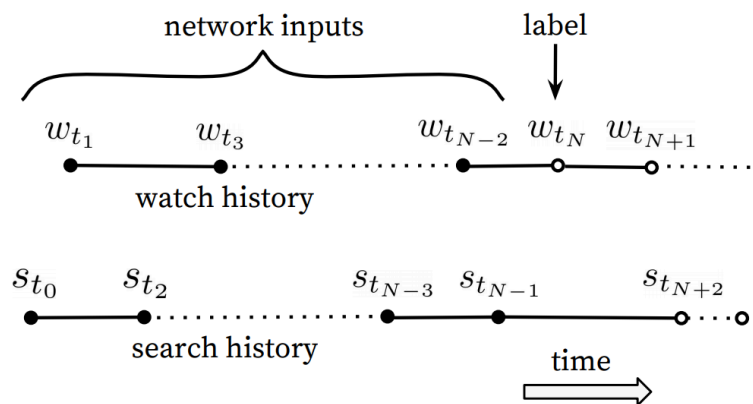 network inputs label
w_{t_1} w_{t_3} w_{t_{N-2}} w_{t_N} w_{t_{N+1}}
watch history
s_{t_0} s_{t_2} s_{t_{N-3}} s_{t_{N-1}} s_{t_{N+2}}
search history
time